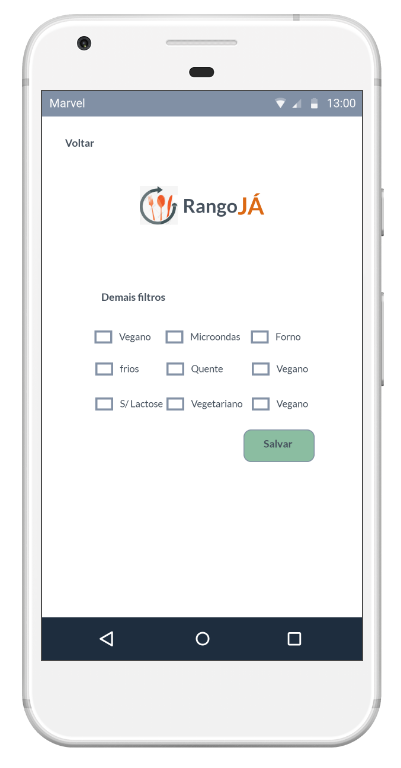 Marvel 13:00
Voltar
RangoJÁ
Demais filtros
Vegano Microondas Forno
frios Quente Vegano
S/ Lactose Vegetariano Vegano
Salvar